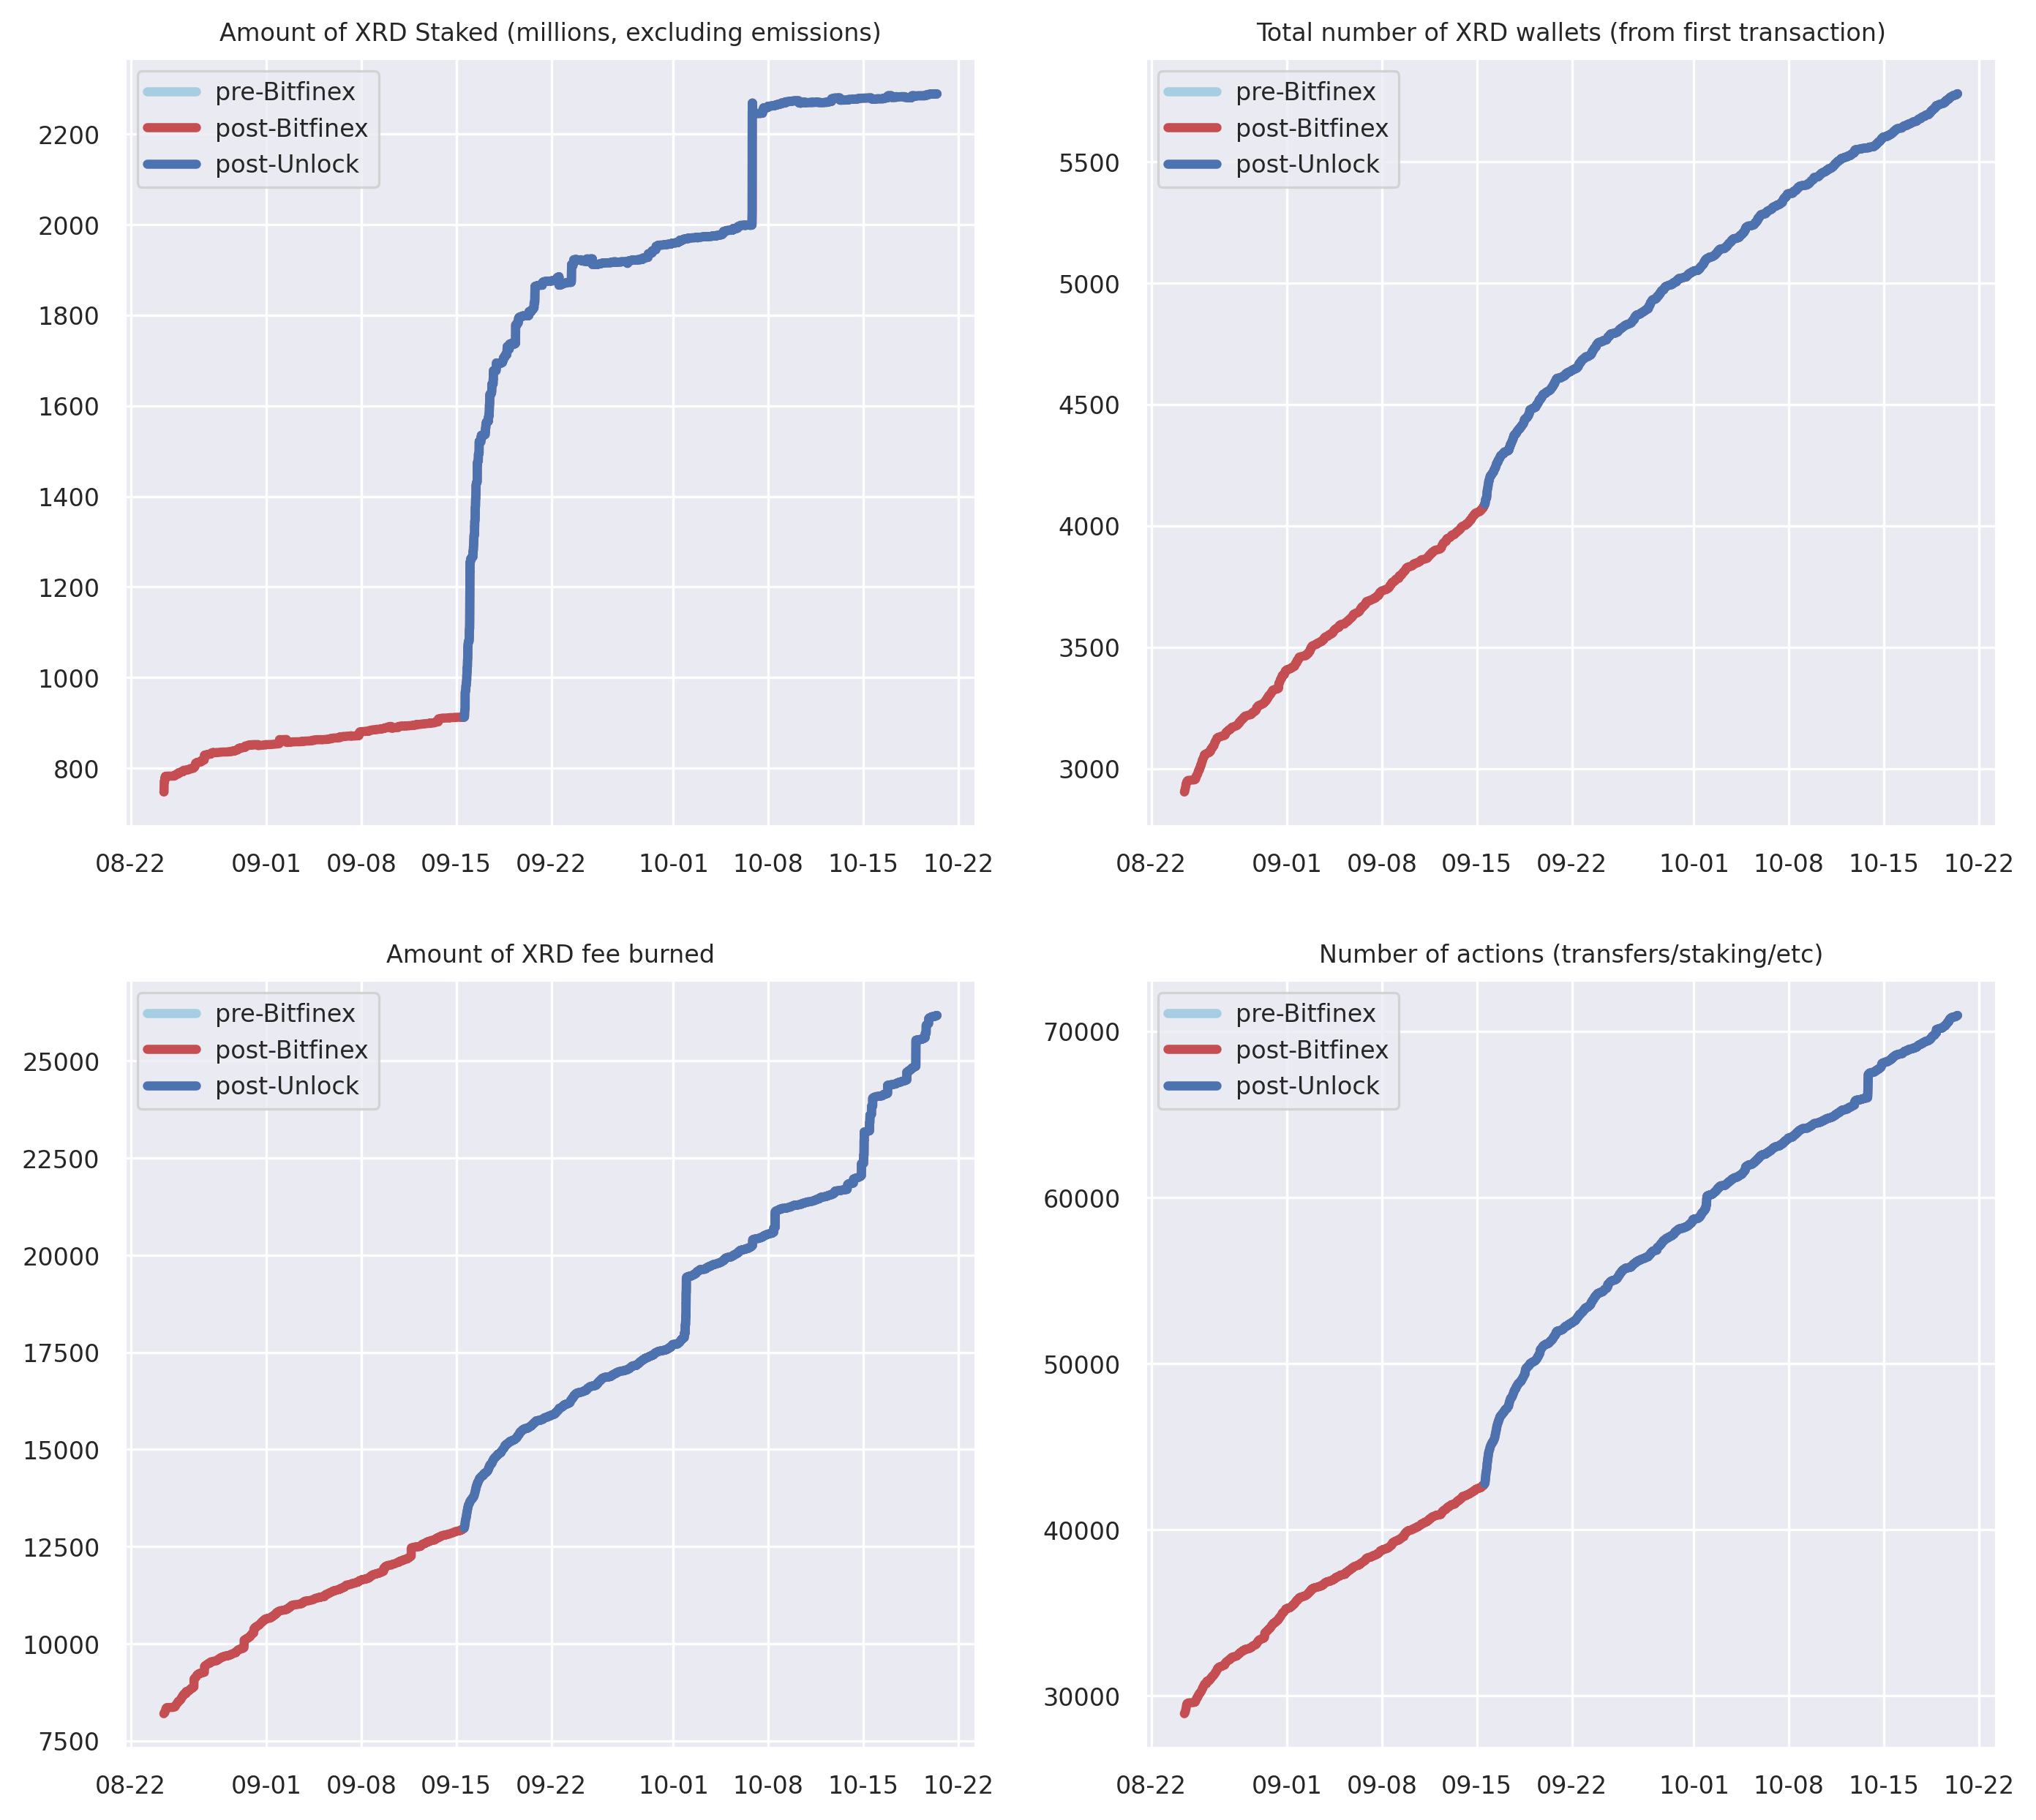 Amount of XRD Staked (millions, excluding emissions)
pre-Bitfinex
post-Bitfinex
post-Unlock
2200
2000
1800
1600
1400
1200
1000
800
08-22 09-01 09-08 09-15 09-22 10-01 10-08 10-15 10-22
Total number of XRD wallets (from first transaction)
pre-Bitfinex
post-Bitfinex
post-Unlock
5500
5000
4500
4000
3500
3000
08-22 09-01 09-08 09-15 09-22 10-01 10-08 10-15 10-22
Amount of XRD fee burned
pre-Bitfinex
post-Bitfinex
post-Unlock
25000
22500
20000
17500
15000
12500
10000
7500
08-22 09-01 09-08 09-15 09-22 10-01 10-08 10-15 10-22
Number of actions (transfers/staking/etc)
pre-Bitfinex
post-Bitfinex
post-Unlock
70000
60000
50000
40000
30000
08-22 09-01 09-08 09-15 09-22 10-01 10-08 10-15 10-22